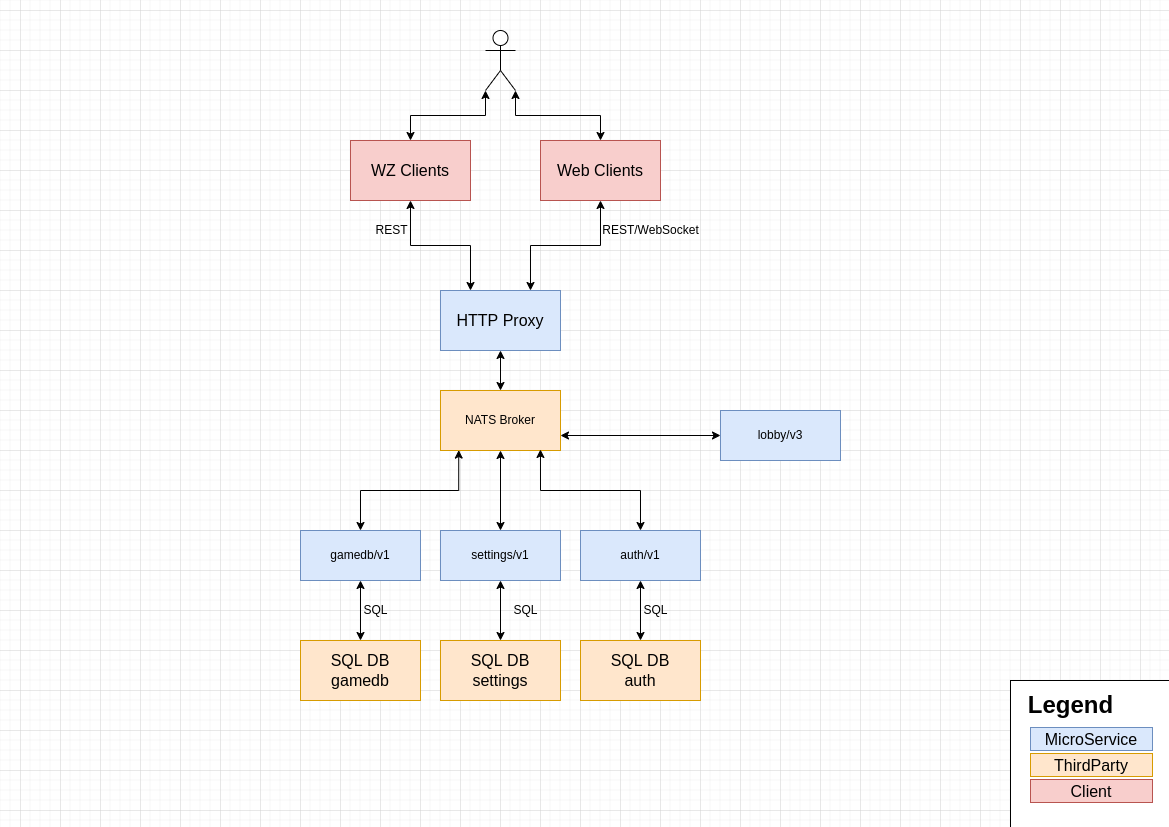 WZ Clients
Web Clients
REST
REST/WebSocket
HTTP Proxy
NATS Broker
lobby/v3
gamedb/v1
settings/v1
auth/v1
SQL
SQL
SQL
SQL DB
gamedb
SQL DB
settings
SQL DB
auth
Legend
MicroService
ThirdParty
Client